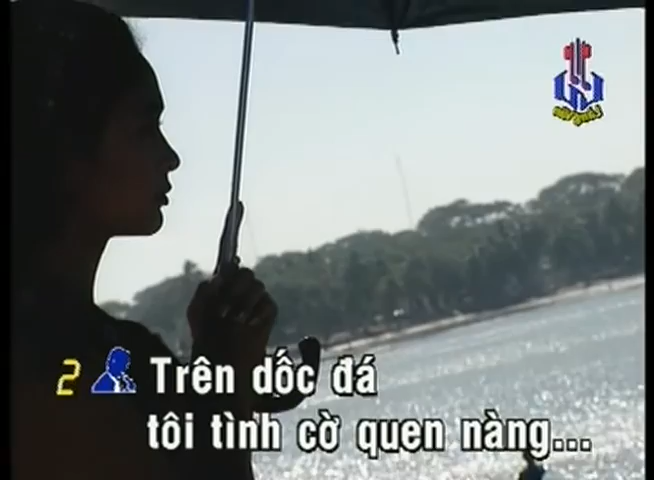 2 Trên dốc đá
tôi tình cờ quen nàng...